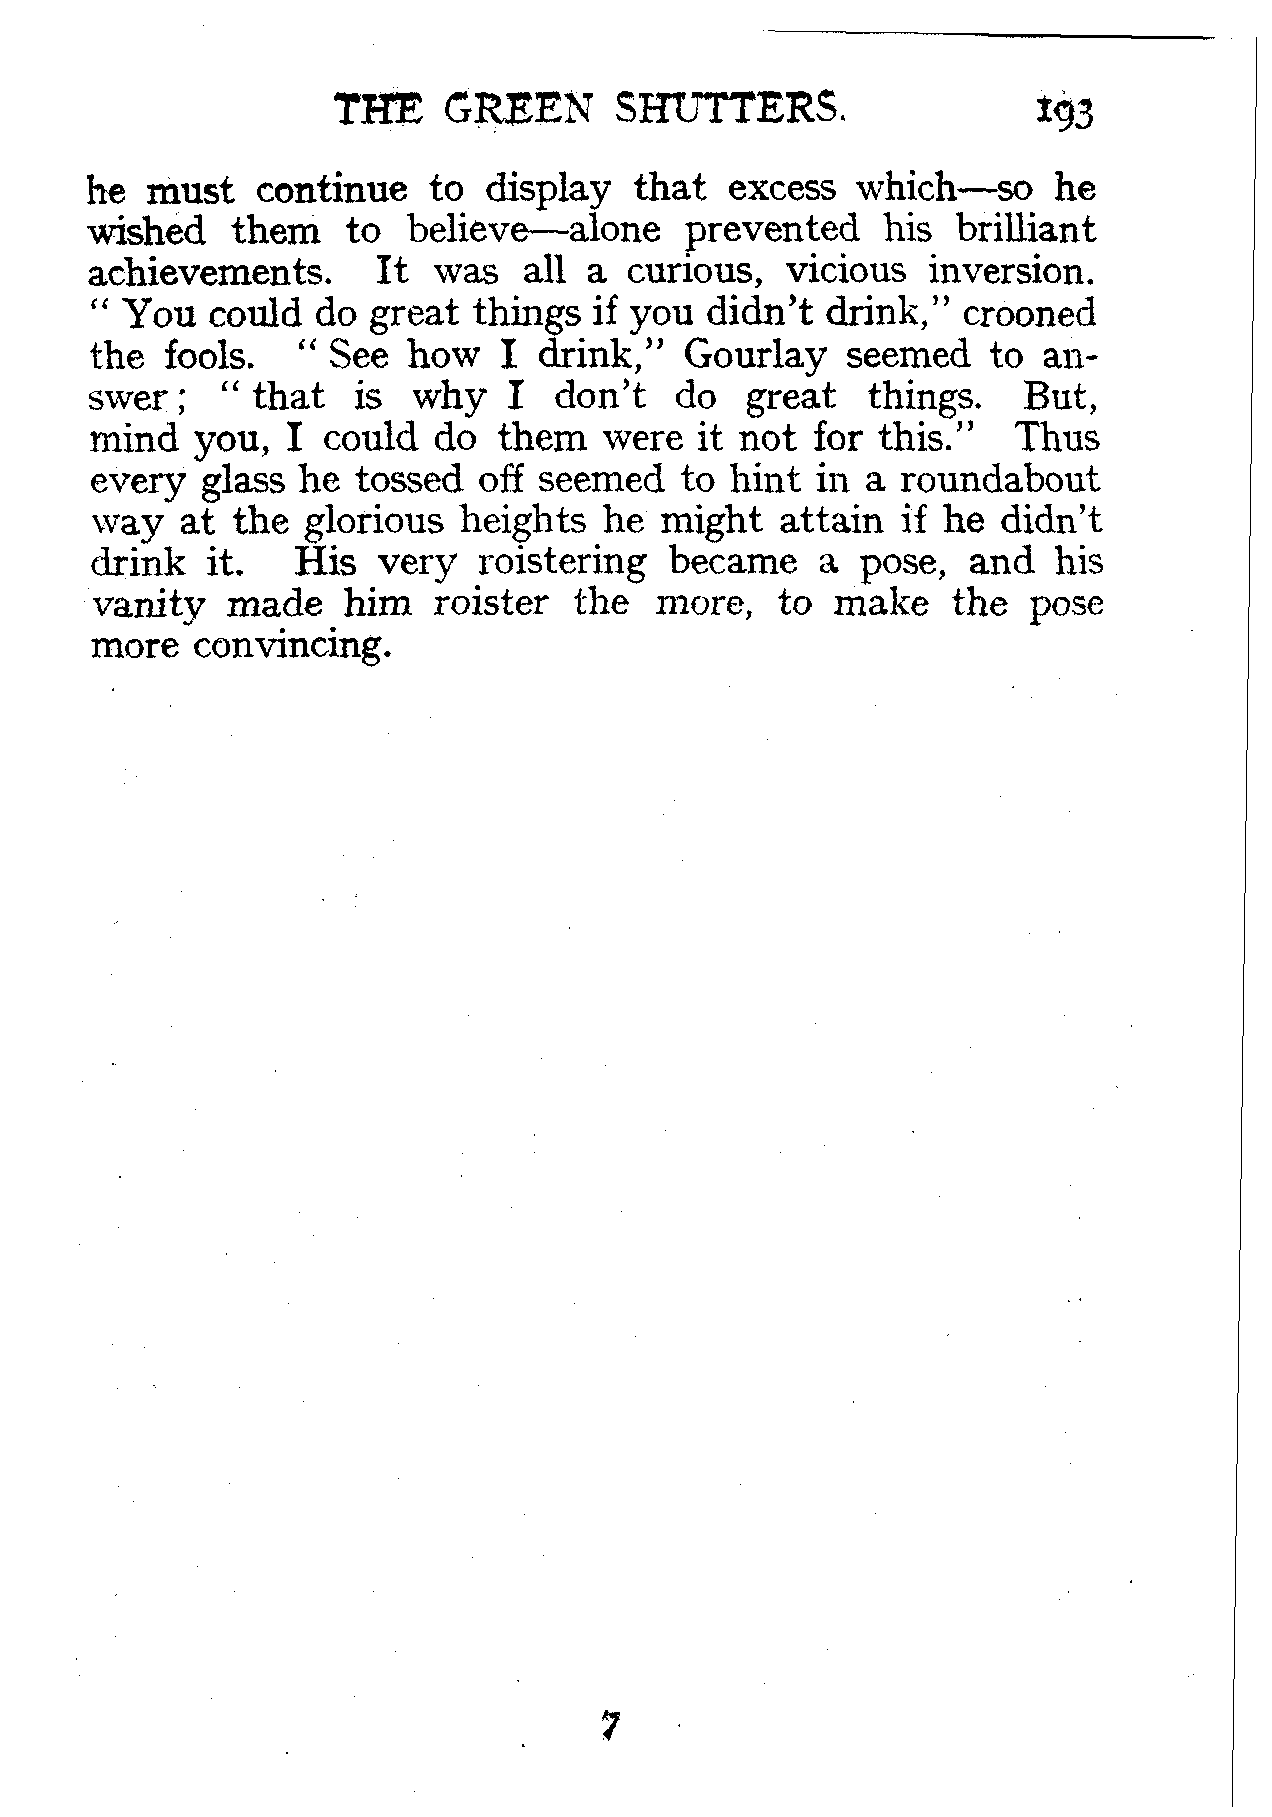 THE GREEN SHUTTERS. 193
he must continue to display that excess which—so he
wished them to believe—alone prevented his brilliant
achievements. It was all a curious, vicious inversion.
" You could do great things if you didn't drink," crooned
the fools. " See how I drink," Gourlay seemed to an-
swer ; " that is why I don't do great things. But,
mind you, I could do them were it not for this." Thus
every glass he tossed off seemed to hint in a roundabout
way at the glorious heights he might attain if he didn't
drink it. His very roistering became a pose, and his
vanity made him roister the more, to make the pose
more convincing.
7